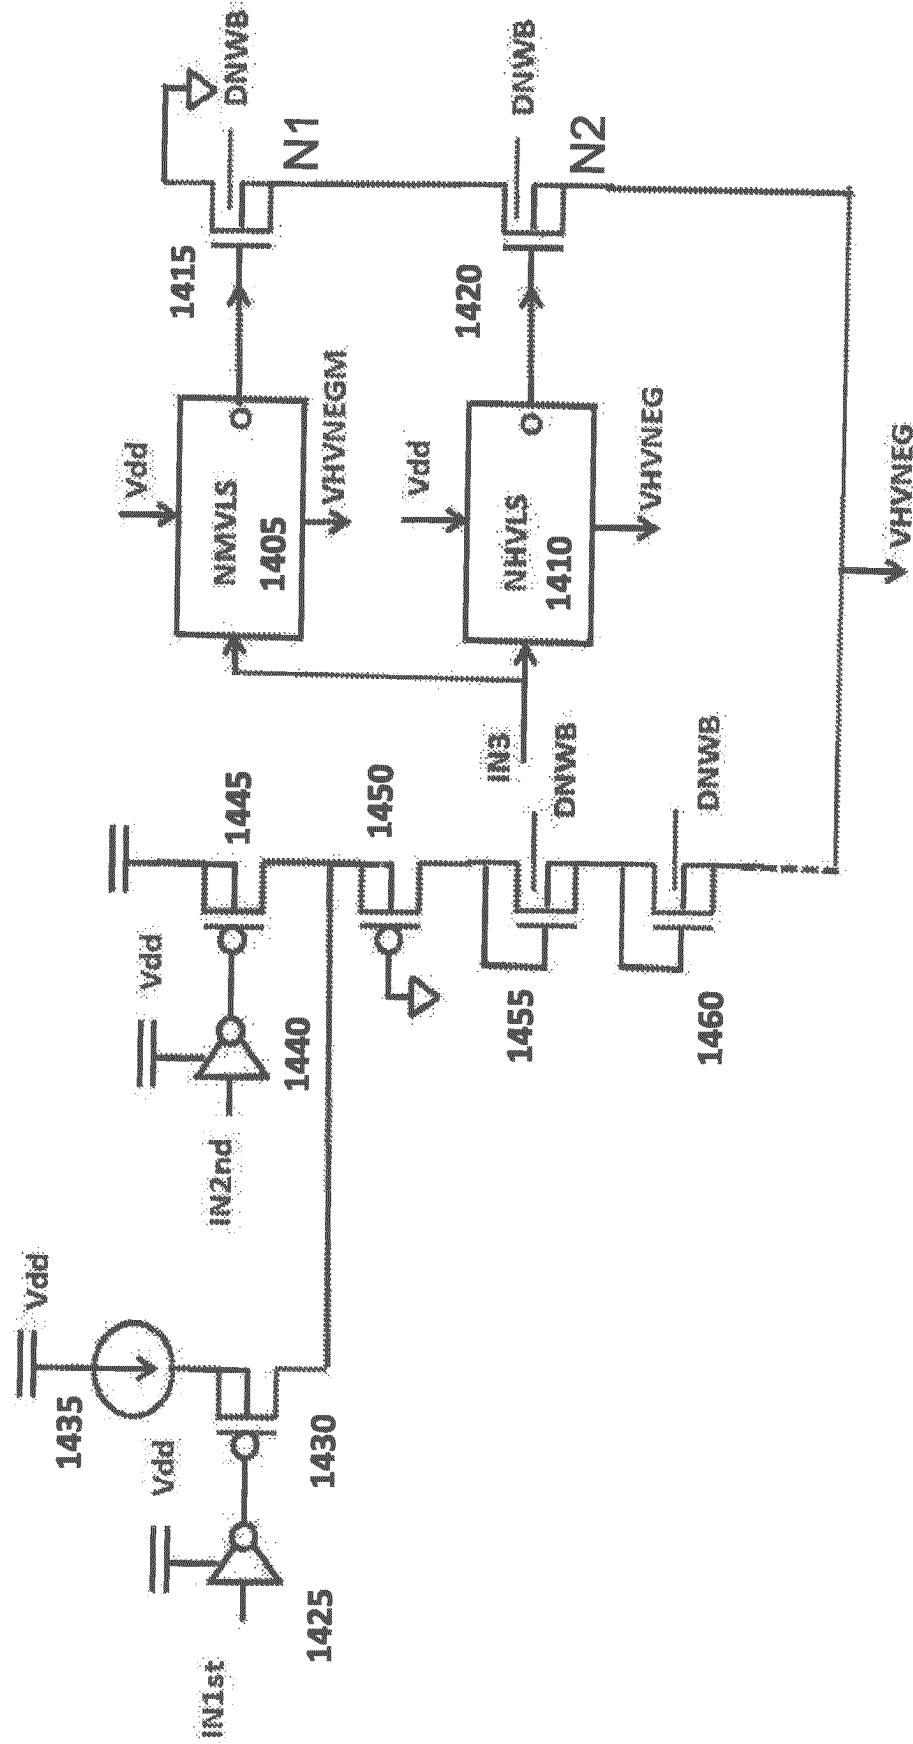 IN1st
1425
Vdd
1435
Vdd
1430
IN2nd
1440
Vdd
1445
1450
1455
DNWB
1460
DNWB
IN3
Vdd
NMVLS
1405
VHVNEGM
1415
DNWB
N1
Vdd
NHVLS
1410
VHVNEG
1420
DNWB
N2
VHVNEG